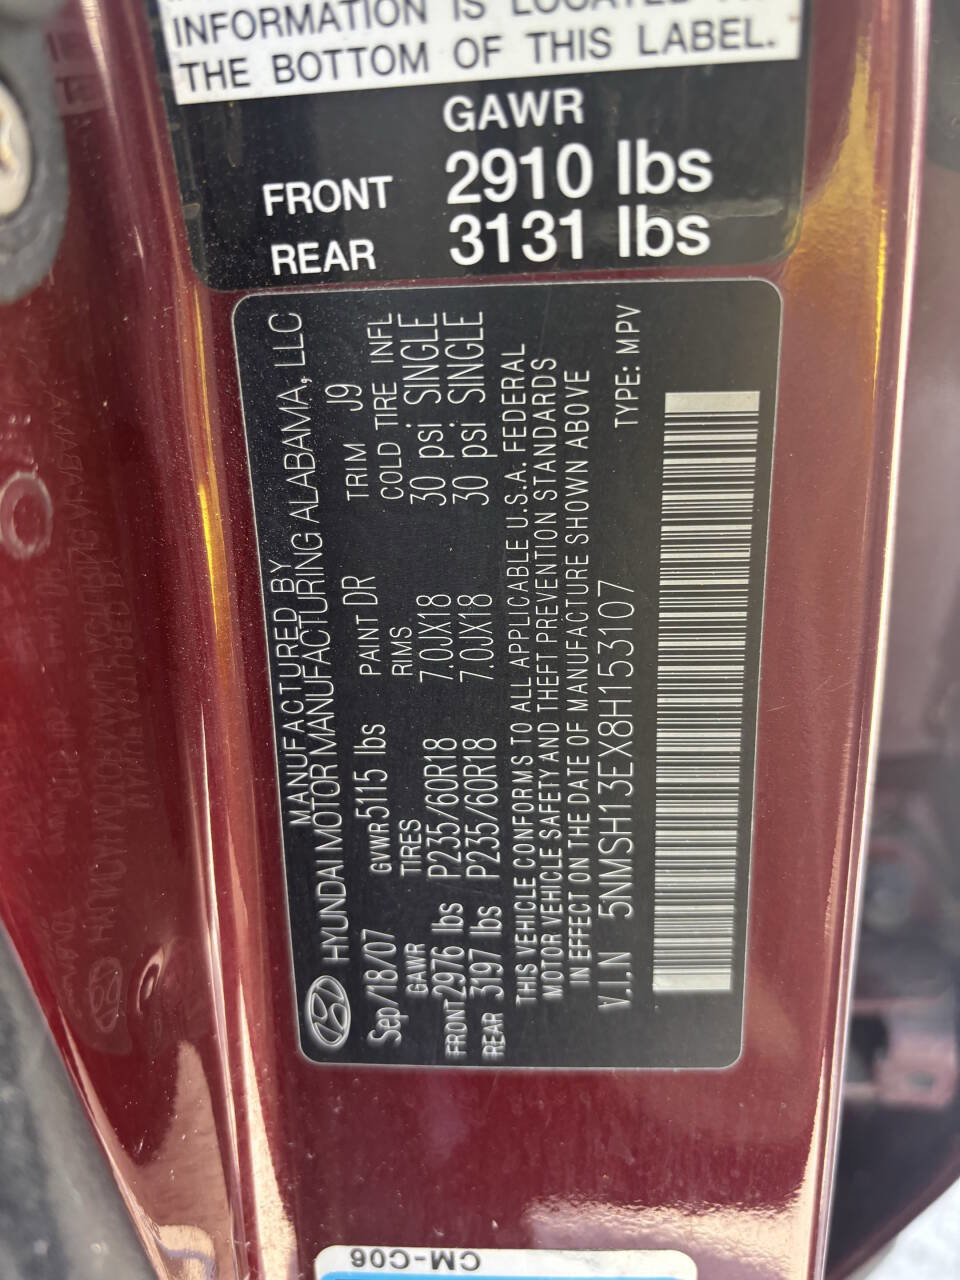 INFORMATION IS LOCATED
THE BOTTOM OF THIS LABEL.
GAWR
FRONT 2910 lbs
REAR 3131 lbs
MANUFACTURED BY
HYUNDAI MOTOR MANUFACTURING ALABAMA, LLC
Sep/18/07 GVWR 5115 lbs PAINT DR TRIM J9
GAWR TIRES RIMS COLD TIRE INFL
FRONT 2976 lbs P235/60R18 7.0JX18 30 psi SINGLE
REAR 3197 lbs P235/60R18 7.0JX18 30 psi SINGLE
THIS VEHICLE CONFORMS TO ALL APPLICABLE U.S.A. FEDERAL
MOTOR VEHICLE SAFETY AND THEFT PREVENTION STANDARDS
IN EFFECT ON THE DATE OF MANUFACTURE SHOWN ABOVE
V.I.N 5NMSH13EX8H153107 TYPE: MPV
CM-C06